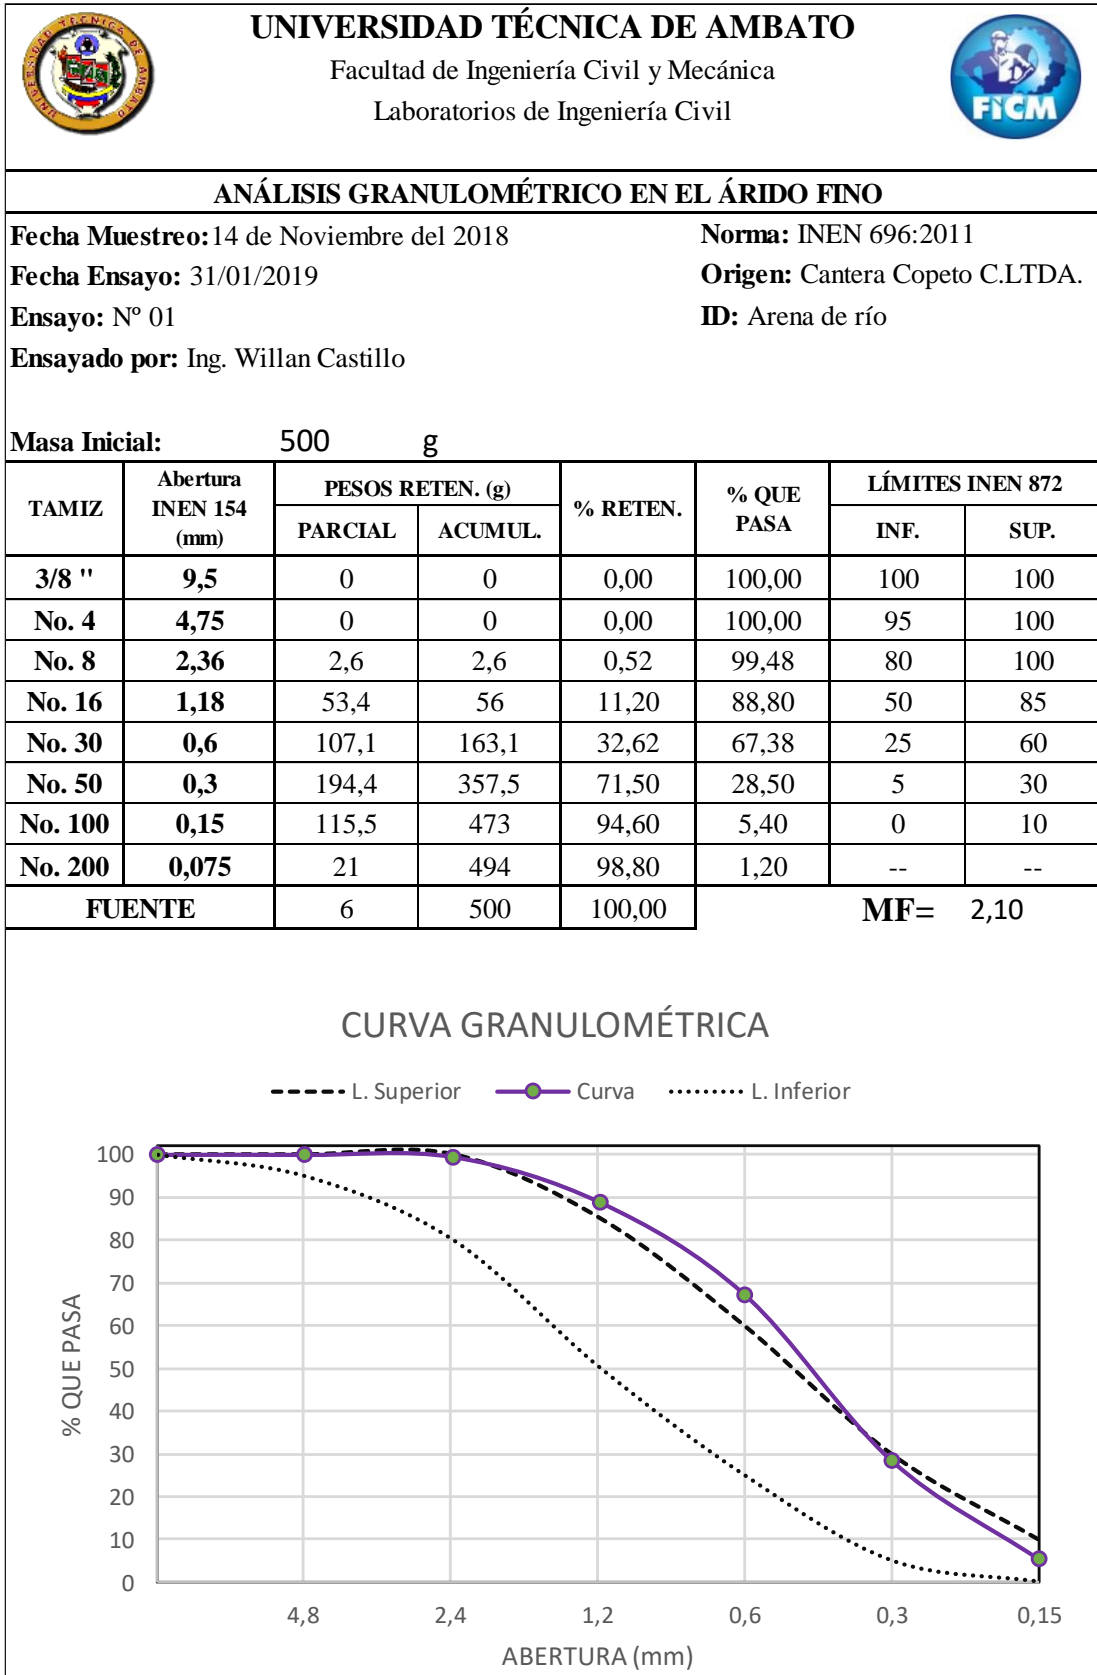 UNIVERSIDAD TÉCNICA DE AMBATO
Facultad de Ingeniería Civil y Mecánica
Laboratorios de Ingeniería Civil
UNIVERSIDAD TECNICA DE AMBATO
FICM
ANÁLISIS GRANULOMÉTRICO EN EL ÁRIDO FINO
Fecha Muestreo:14 de Noviembre del 2018 Norma: INEN 696:2011
Fecha Ensayo: 31/01/2019 Origen: Cantera Copeto C.LTDA.
Ensayo: Nº 01 ID: Arena de río
Ensayado por: Ing. Willan Castillo
Masa Inicial: 500 g
TAMIZ Abertura INEN 154 (mm) PESOS RETEN. (g) % RETEN. % QUE PASA LÍMITES INEN 872
PARCIAL ACUMUL. INF. SUP.
3/8 " 9,5 0 0 0,00 100,00 100 100
No. 4 4,75 0 0 0,00 100,00 95 100
No. 8 2,36 2,6 2,6 0,52 99,48 80 100
No. 16 1,18 53,4 56 11,20 88,80 50 85
No. 30 0,6 107,1 163,1 32,62 67,38 25 60
No. 50 0,3 194,4 357,5 71,50 28,50 5 30
No. 100 0,15 115,5 473 94,60 5,40 0 10
No. 200 0,075 21 494 98,80 1,20 -- --
FUENTE 6 500 100,00 MF= 2,10
CURVA GRANULOMÉTRICA
L. Superior Curva L. Inferior
% QUE PASA
100
90
80
70
60
50
40
30
20
10
0
4,8 2,4 1,2 0,6 0,3 0,15
ABERTURA (mm)